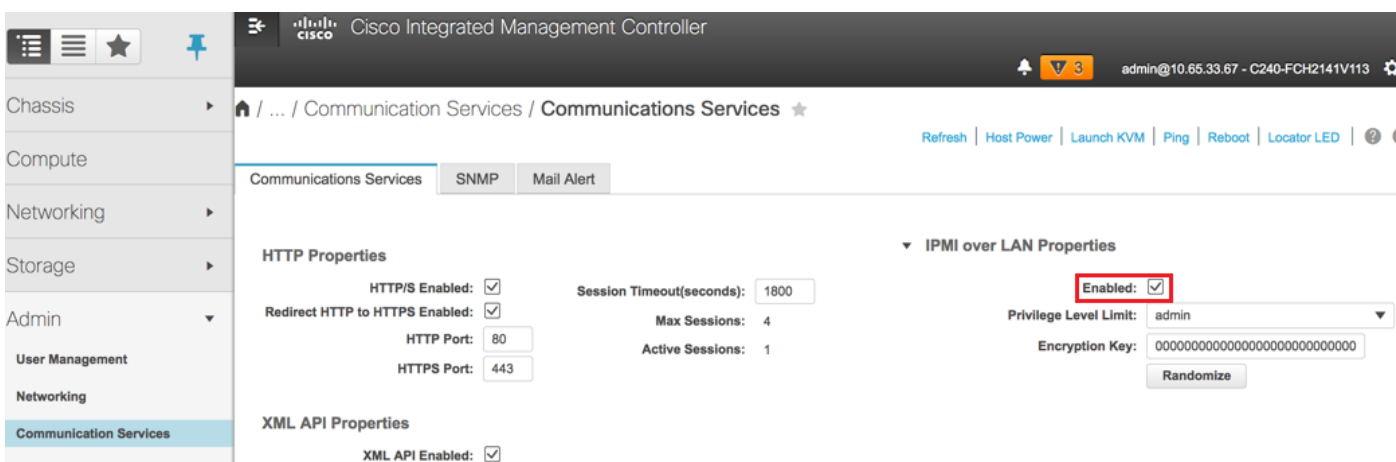 cisco Cisco Integrated Management Controller
3 admin@10.65.33.67 - C240-FCH2141V113
Chassis
Compute
Networking
Storage
Admin
User Management
Networking
Communication Services
/ ... / Communication Services / Communications Services
Refresh | Host Power | Launch KVM | Ping | Reboot | Locator LED |
Communications Services SNMP Mail Alert
HTTP Properties
HTTP/S Enabled:
Redirect HTTP to HTTPS Enabled:
HTTP Port: 80
HTTPS Port: 443
Session Timeout(seconds): 1800
Max Sessions: 4
Active Sessions: 1
IPMI over LAN Properties
Enabled:
Privilege Level Limit: admin
Encryption Key: 0000000000000000000000000000
Randomize
XML API Properties
XML API Enabled: